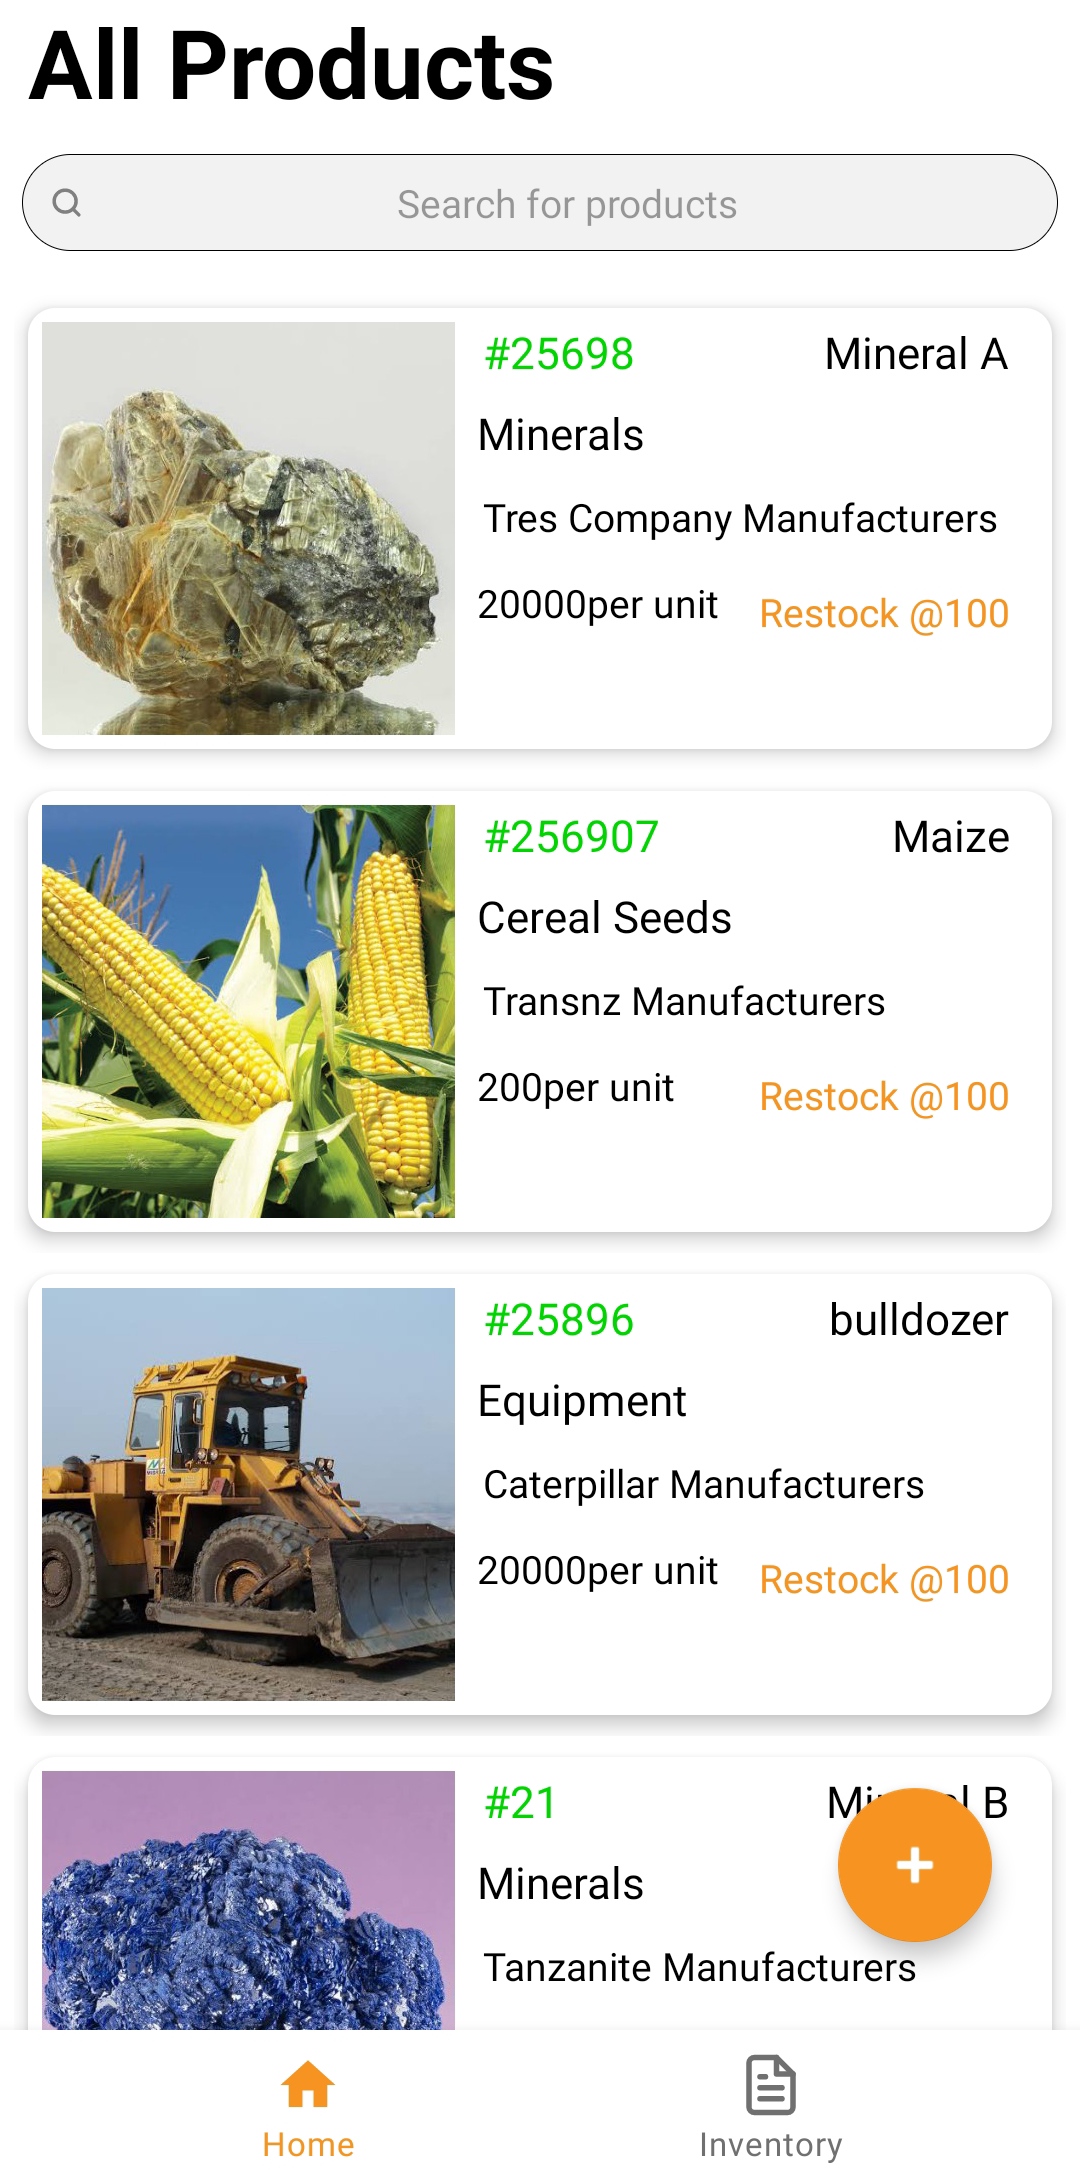 All Products
Search for products
#25698 Mineral A
Minerals
Tres Company Manufacturers
20000per unit Restock @100
#256907 Maize
Cereal Seeds
Transnz Manufacturers
200per unit Restock @100
#25896 bulldozer
Equipment
Caterpillar Manufacturers
20000per unit Restock @100
#21 B
Minerals
Tanzanite Manufacturers
Home Inventory